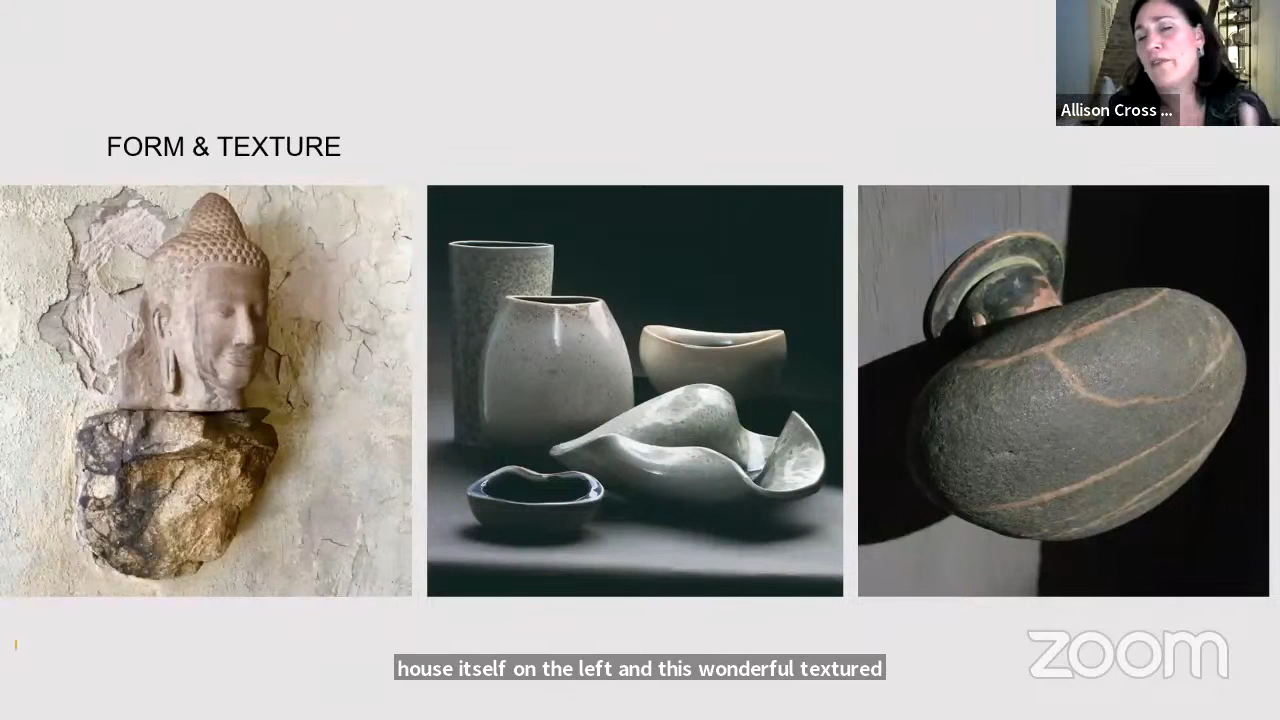 Allison Cross ...
FORM & TEXTURE
house itself on the left and this wonderful textured
zoom